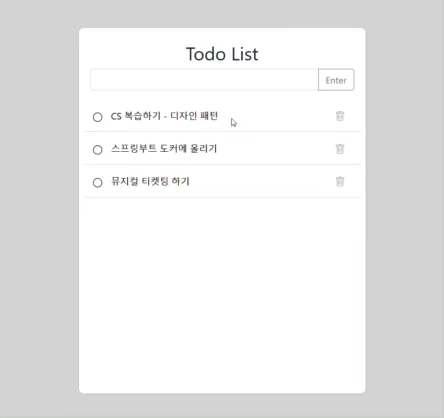 Todo List
Enter
CS 복습하기 - 디자인 패턴
스프링부트 도커에 올리기
뮤지컬 티켓팅 하기